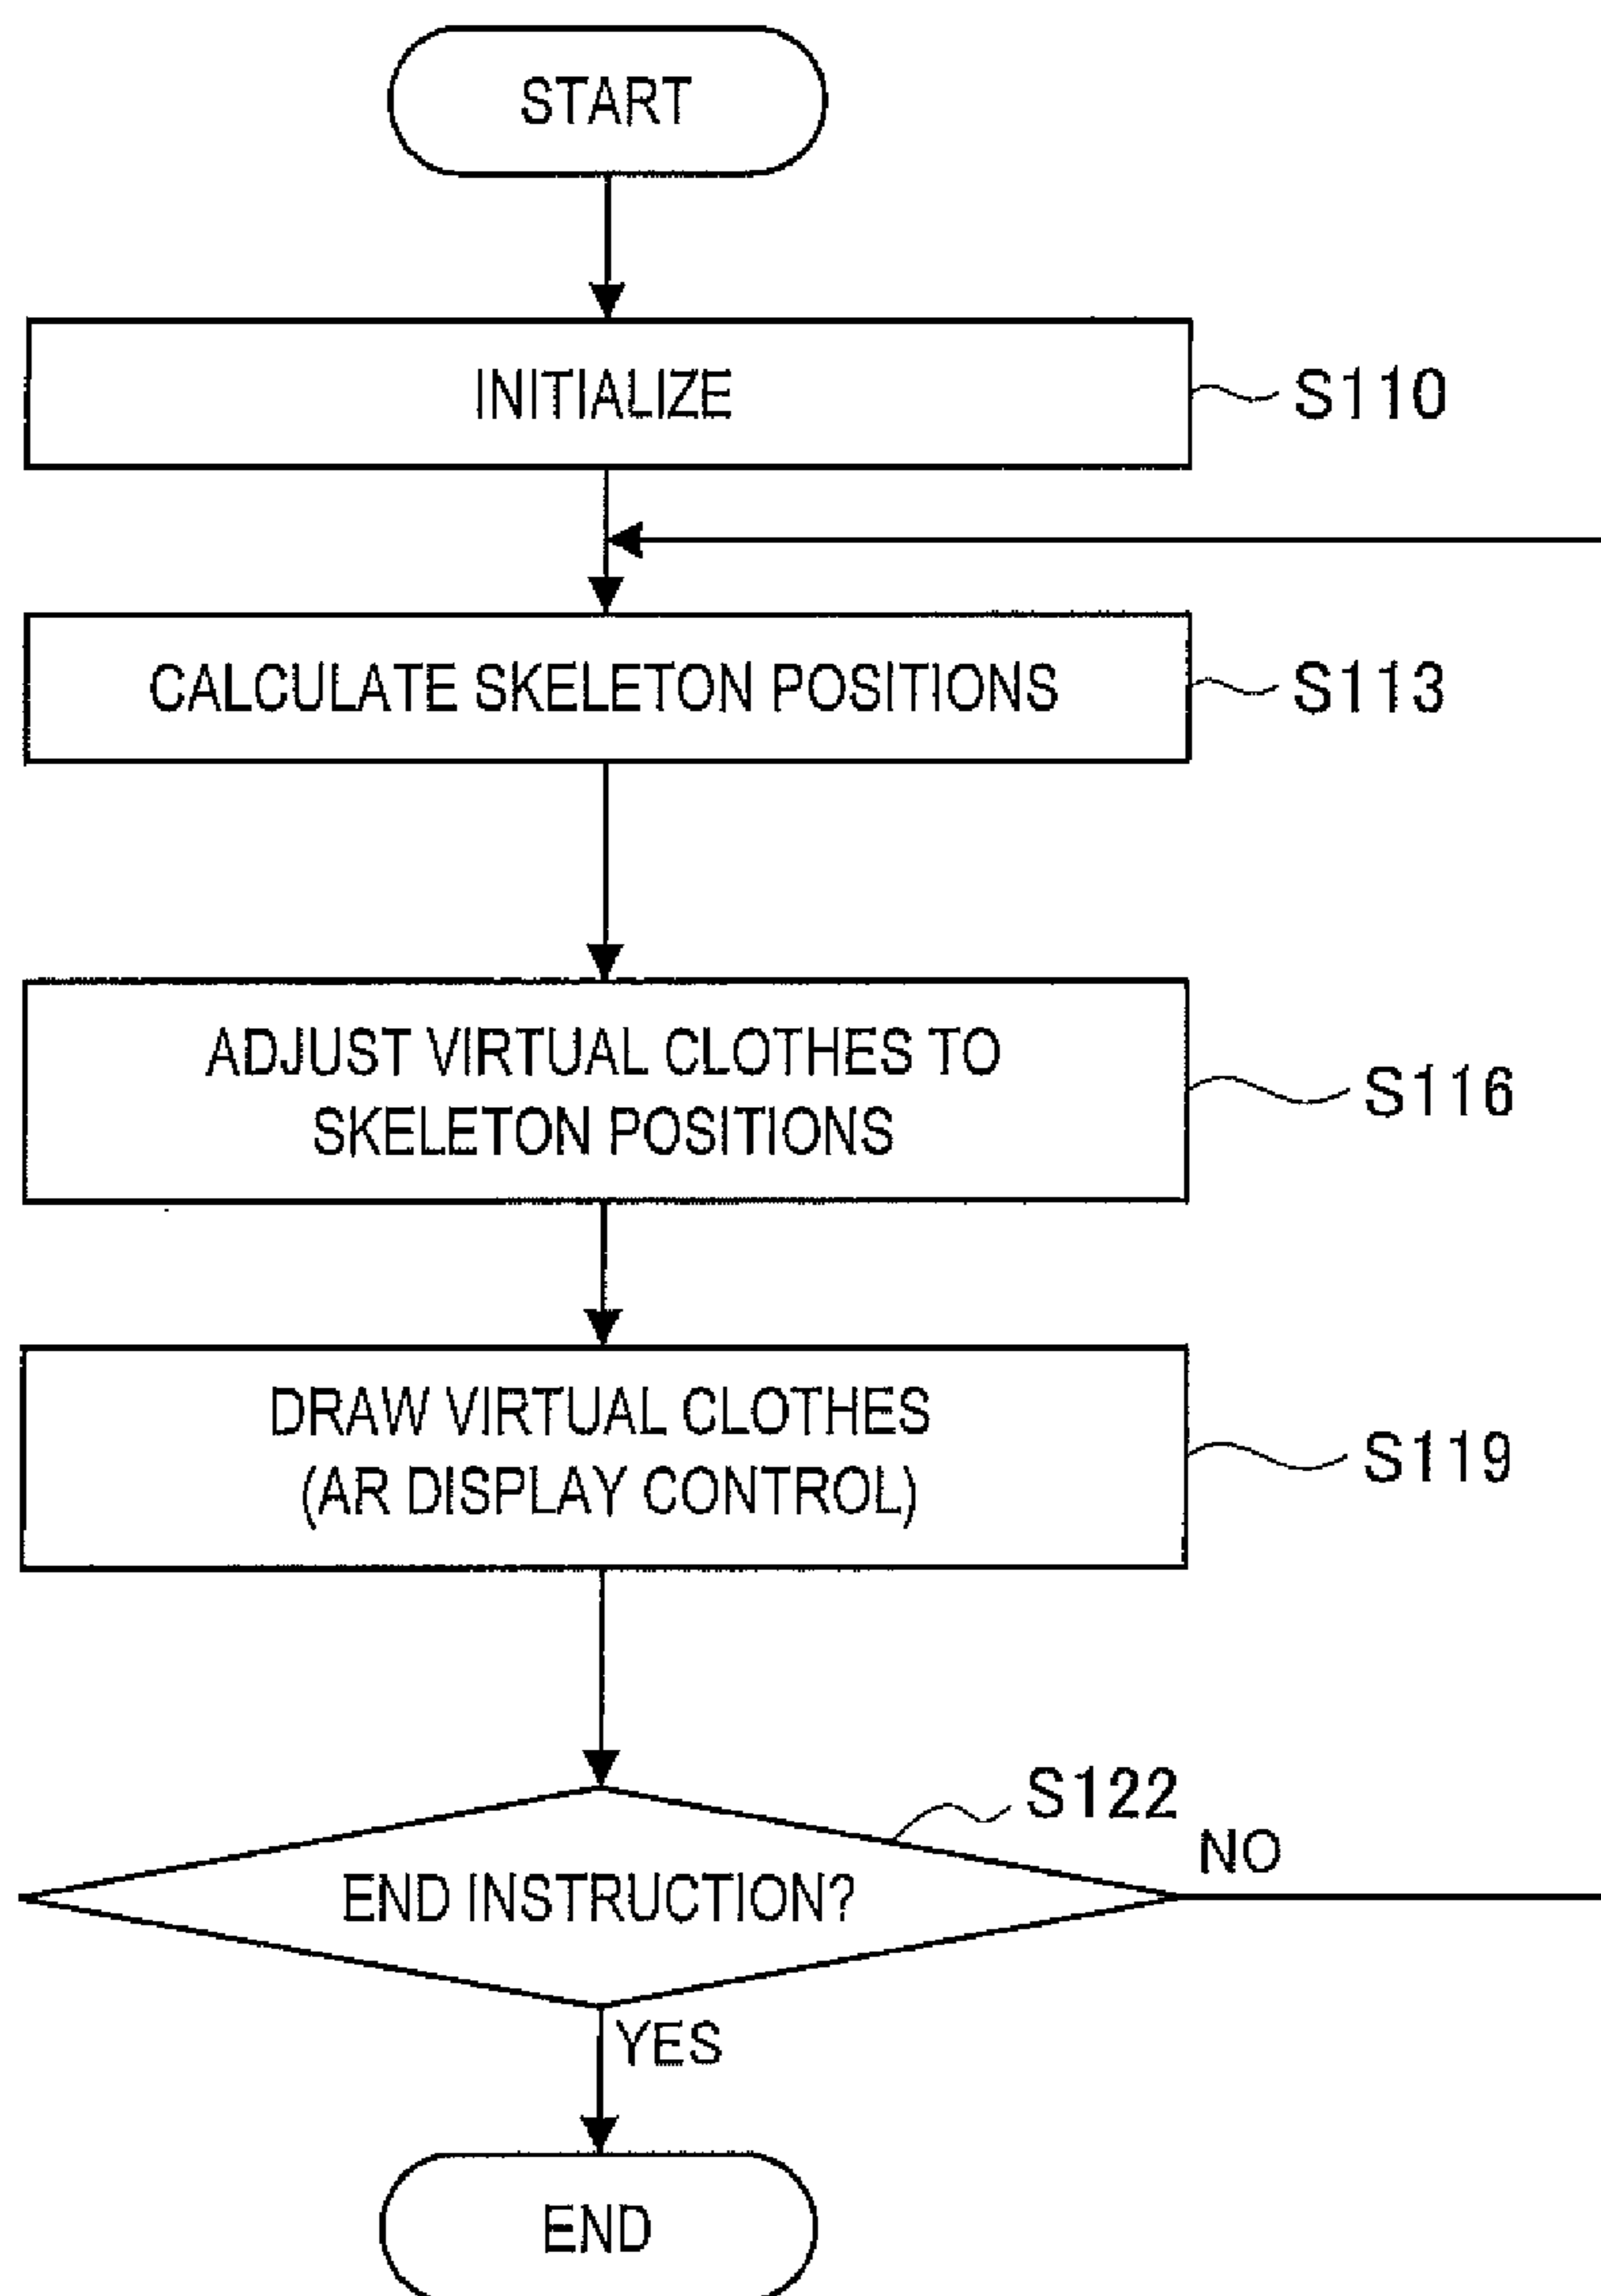 START
INITIALIZE
S110
CALCULATE SKELETON POSITIONS
S113
ADJUST VIRTUAL CLOTHES TO
SKELETON POSITIONS
S116
DRAW VIRTUAL CLOTHES
(AR DISPLAY CONTROL)
S119
S122
NO
END INSTRUCTION?
YES
END